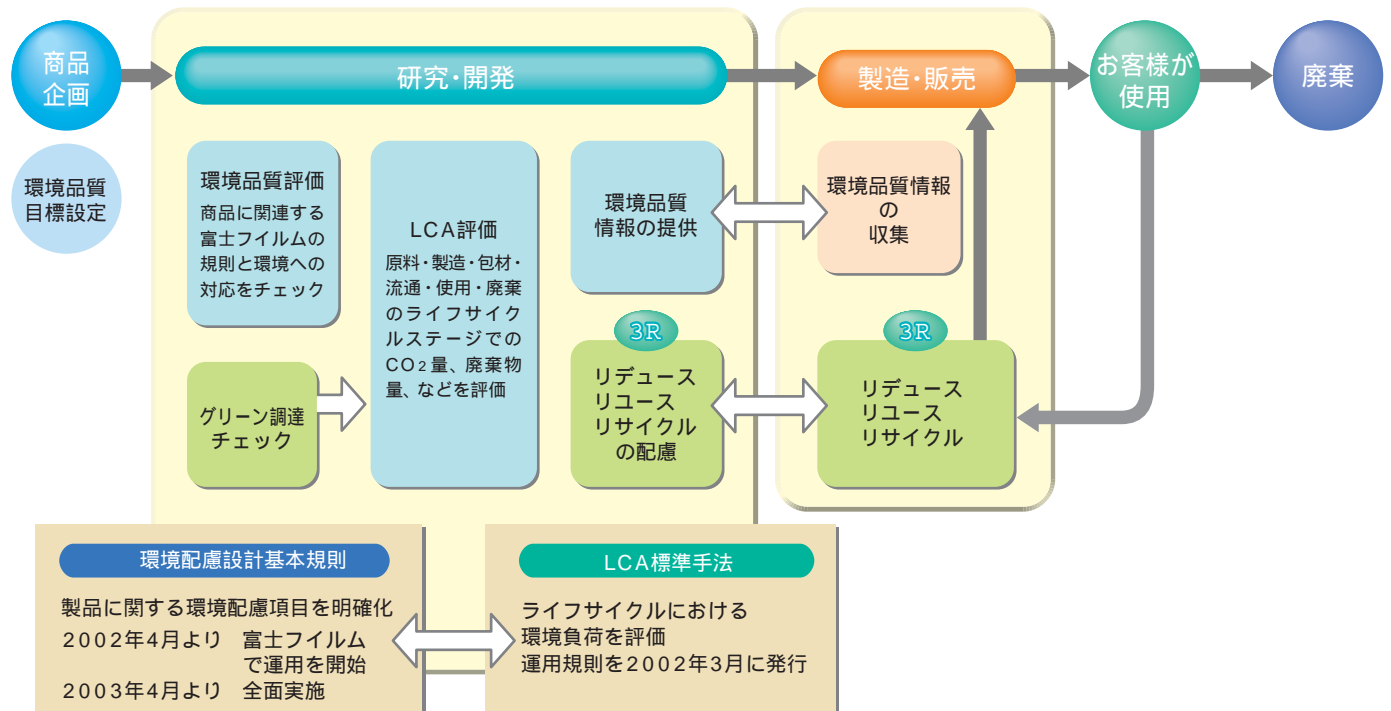 商品
企画
研究・開発
製造・販売
お客様が
使用
廃棄
環境品質
目標設定
環境品質評価
商品に関連する
富士フイルムの
規則と環境への
対応をチェック
グリーン調達
チェック
LCA評価
原料・製造・包材・
流通・使用・廃棄
のライフサイク
ルステージでの
CO2量、廃棄物
量、などを評価
環境品質
情報の提供
3R
リデュース
リユース
リサイクル
の配慮
環境品質情報
の
収集
3R
リデュース
リユース
リサイクル
環境配慮設計基本規則
製品に関する環境配慮項目を明確化
2002年4月より 富士フイルム
で運用を開始
2003年4月より 全面実施
LCA標準手法
ライフサイクルにおける
環境負荷を評価
運用規則を2002年3月に発行